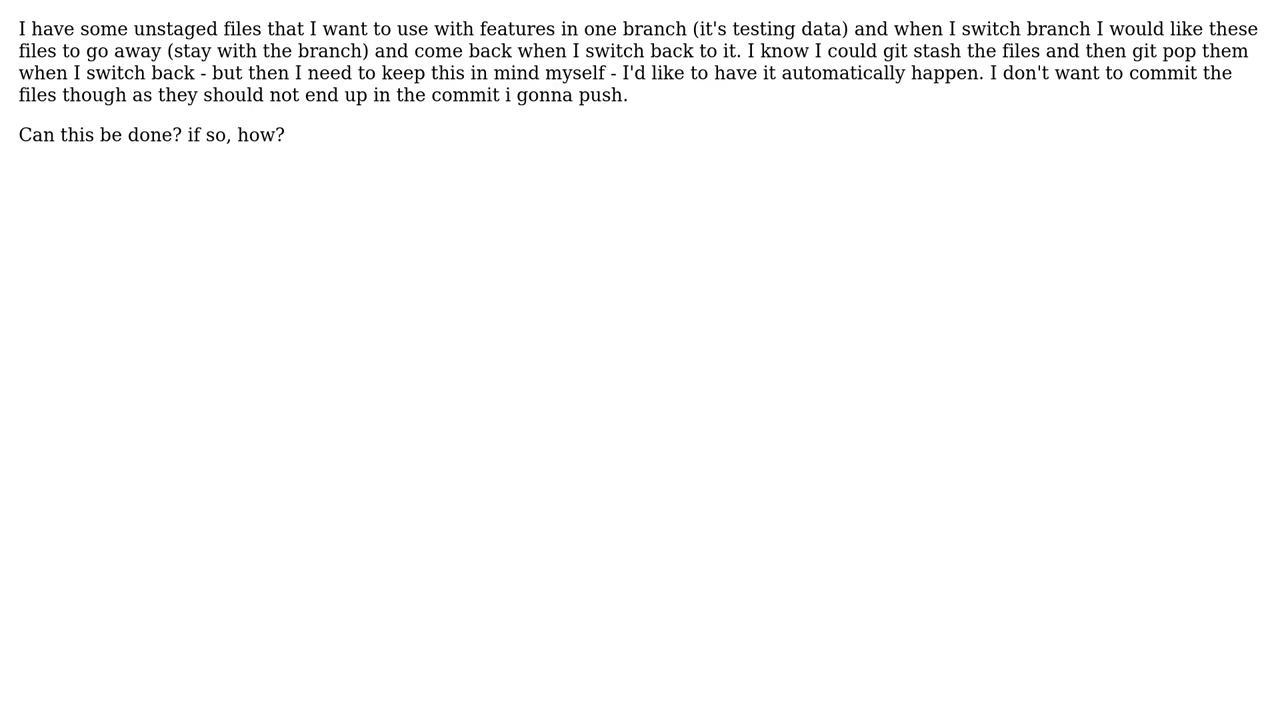 I have some unstaged files that I want to use with features in one branch (it's testing data) and when I switch branch I would like these
files to go away (stay with the branch) and come back when I switch back to it. I know I could git stash the files and then git pop them
when I switch back - but then I need to keep this in mind myself - I'd like to have it automatically happen. I don't want to commit the
files though as they should not end up in the commit i gonna push.
Can this be done? if so, how?